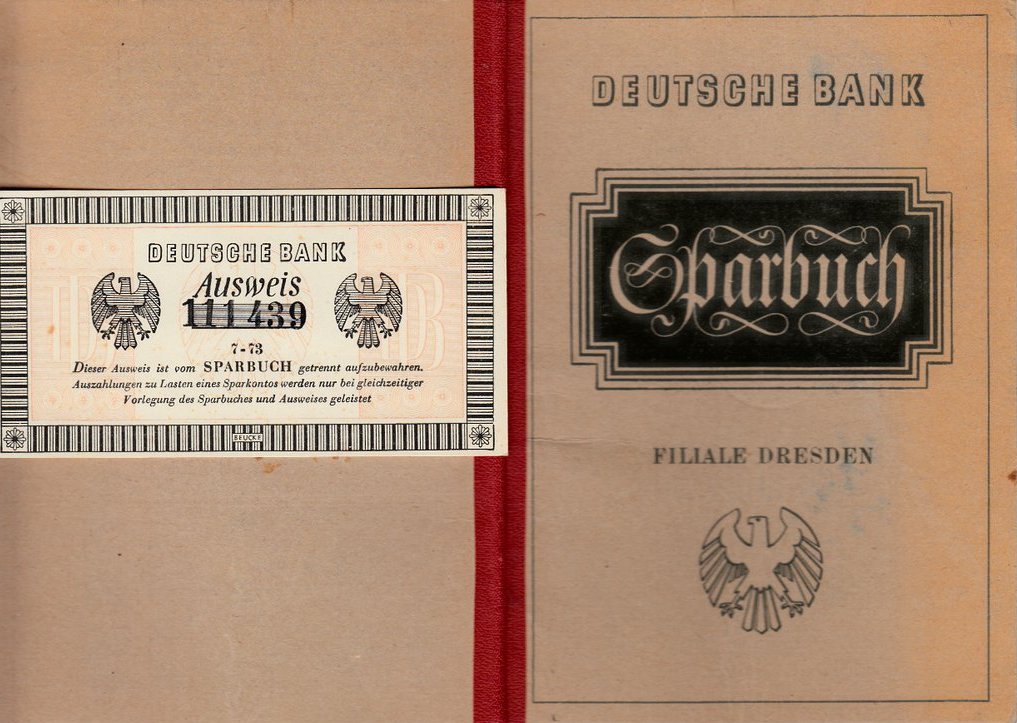 DEUTSCHE BANK
Ausweis
111439
7-73
Dieser Ausweis ist vom SPARBUCH getrennt aufzubewahren.
Auszahlungen zu Lasten eines Sparkontos werden nur bei gleichzeitiger
Vorlegung des Sparbuches und Ausweises geleistet
BEUCKE
DEUTSCHE BANK
Sparbuch
FILIALE DRESDEN